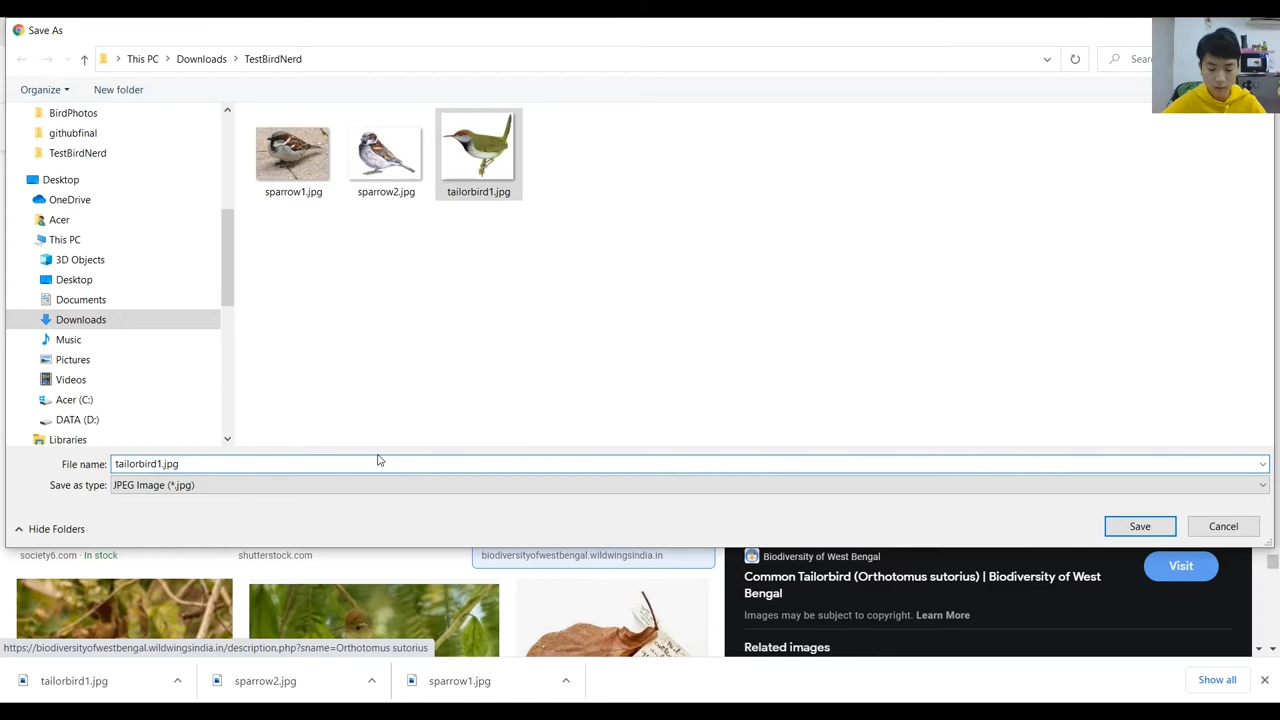 Save As
This PC
Downloads
TestBirdNerd
Organize
New folder
BirdPhotos
githubfinal
TestBirdNerd
Desktop
OneDrive
Acer
This PC
3D Objects
Desktop
Documents
Downloads
Music
Pictures
Videos
Acer (C:)
DATA (D:)
Libraries
sparrow1.jpg
sparrow2.jpg
tailorbird1.jpg
File name: tailorbird1.jpg
Save as type: JPEG Image (*.jpg)
Hide Folders
Save
Cancel
society6.com · In stock
shutterstock.com
biodiversityofwestbengal.wildwingsindia.in
Biodiversity of West Bengal
Common Tailorbird (Orthotomus sutorius) | Biodiversity of West
Bengal
Visit
Images may be subject to copyright. Learn More
Related images
https://biodiversityofwestbengal.wildwingsindia.in/description.php?sname=Orthotomus sutorius
tailorbird1.jpg
sparrow2.jpg
sparrow1.jpg
Show all